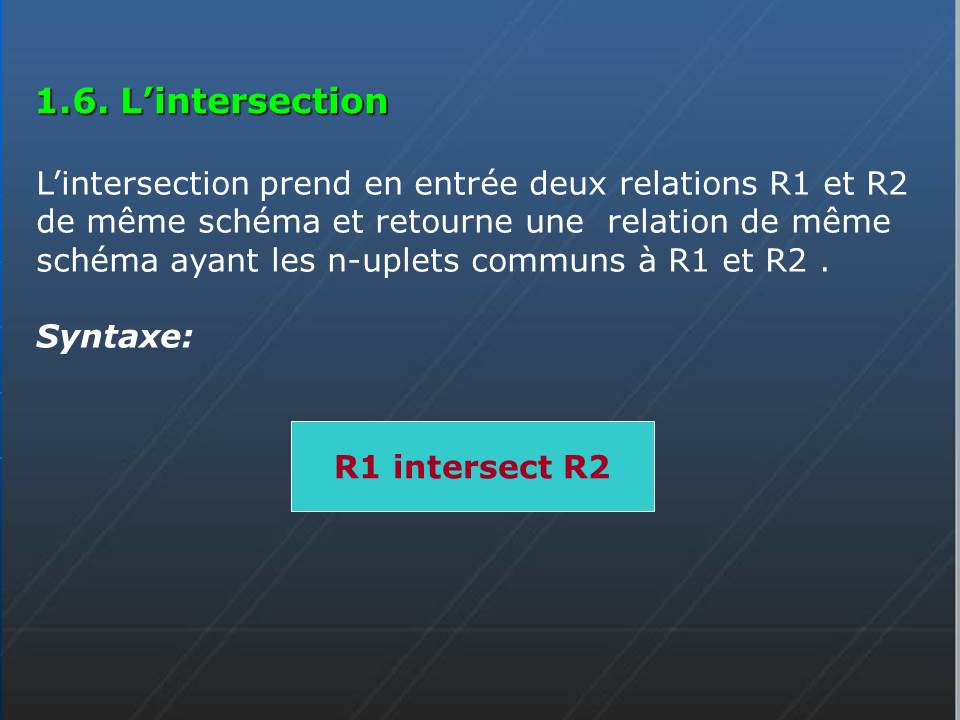 1.6. L’intersection
L’intersection prend en entrée deux relations R1 et R2
de même schéma et retourne une relation de même
schéma ayant les n-uplets communs à R1 et R2 .
Syntaxe:
R1 intersect R2